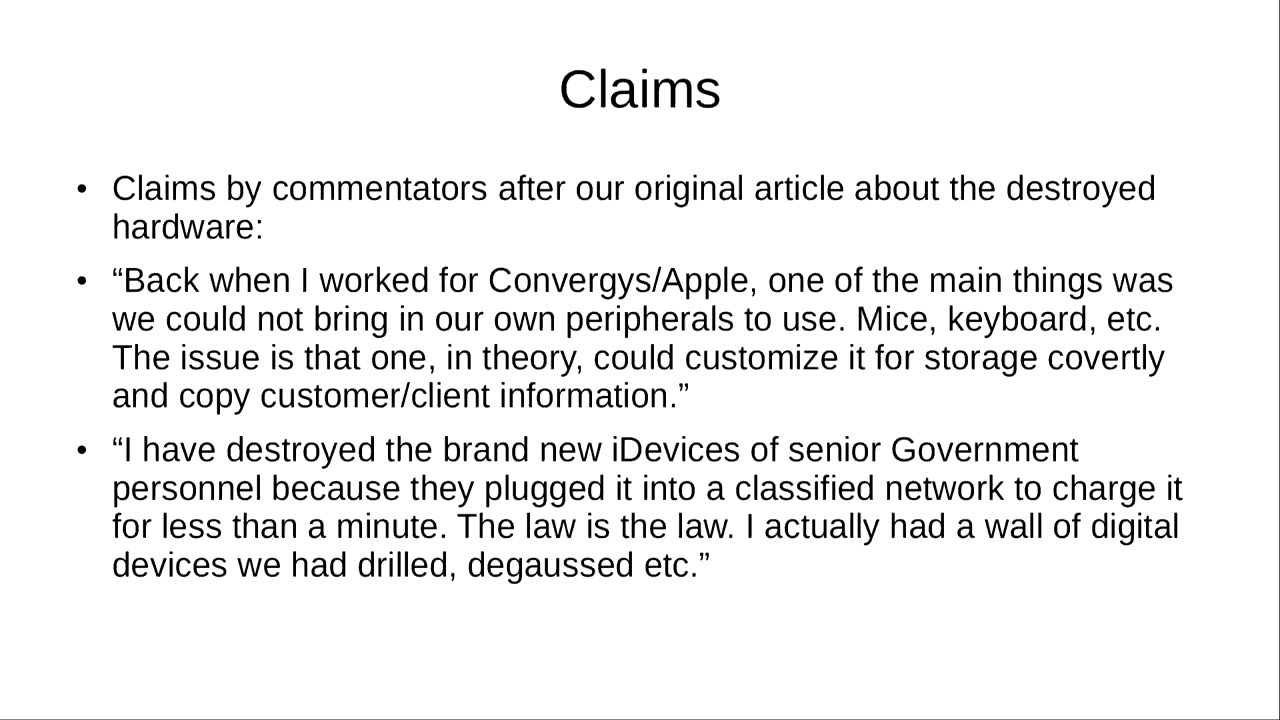 Claims
• Claims by commentators after our original article about the destroyed
hardware:
• “Back when I worked for Convergys/Apple, one of the main things was
we could not bring in our own peripherals to use. Mice, keyboard, etc.
The issue is that one, in theory, could customize it for storage covertly
and copy customer/client information.”
• “I have destroyed the brand new iDevices of senior Government
personnel because they plugged it into a classified network to charge it
for less than a minute. The law is the law. I actually had a wall of digital
devices we had drilled, degaussed etc.”